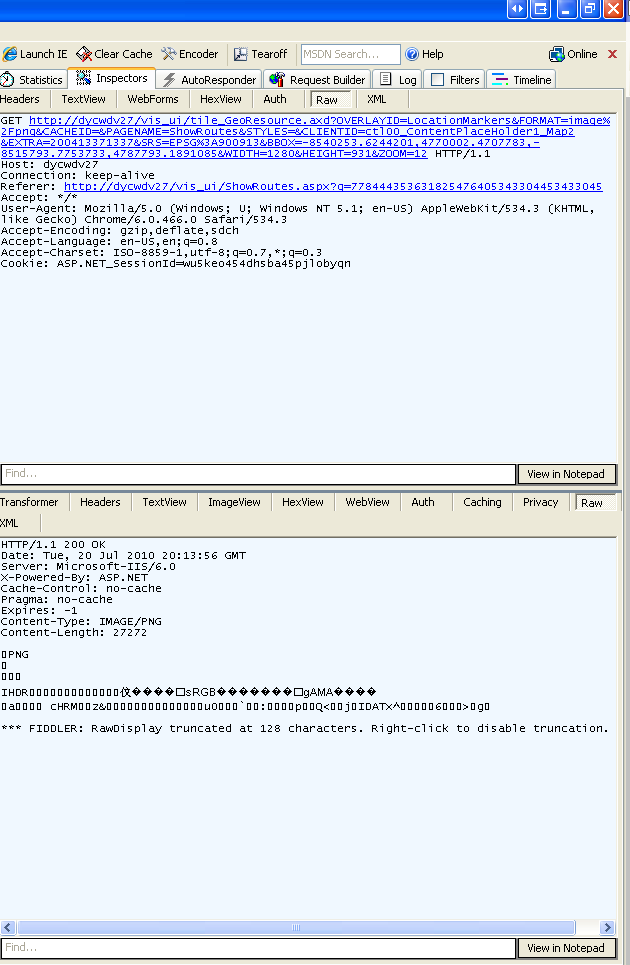 Launch IE Clear Cache Encoder Tearoff MSDN Search... Help Online
Statistics Inspectors AutoResponder Request Builder Log Filters Timeline
Headers TextView WebForms HexView Auth Raw XML
GET http://dycwdv27/vis_ui/tile_GeoResource.axd?OVERLAYID=LocationMarkers&FORMAT=image%
2Fpng&CACHEID=&PAGENAME=ShowRoutes&STYLES=&CLIENTID=ctl00_ContentPlaceHolder1_Map2
&EXTRA=200413371337&SRS=EPSG%3A900913&BBOX=-8540253.6244201,4770002.4707783,-
8515793.7753733,4787793.1891085&WIDTH=1280&HEIGHT=931&ZOOM=12 HTTP/1.1
Host: dycwdv27
Connection: keep-alive
Referer: http://dycwdv27/vis_ui/ShowRoutes.aspx?q=77844435363182547640534330445343304​5
Accept: */*
User-Agent: Mozilla/5.0 (Windows; U; Windows NT 5.1; en-US) AppleWebKit/534.3 (KHTML,
like Gecko) Chrome/6.0.466.0 Safari/534.3
Accept-Encoding: gzip,deflate,sdch
Accept-Language: en-US,en;q=0.8
Accept-Charset: ISO-8859-1,utf-8;q=0.7,*;q=0.3
Cookie: ASP.NET_SessionId=wu5keo454dhsba45pjlobyqn
Find... View in Notepad
Transformer Headers TextView ImageView HexView WebView Auth Caching Privacy Raw
XML
HTTP/1.1 200 OK
Date: Tue, 20 Jul 2010 20:13:56 GMT
Server: Microsoft-IIS/6.0
X-Powered-By: ASP.NET
Cache-Control: no-cache
Pragma: no-cache
Expires: -1
Content-Type: IMAGE/PNG
Content-Length: 27272
PNG
IHDR sRGB gAMA
a cHRM z& u0 ` : p Q< j IDATx^ 6 > g
*** FIDDLER: RawDisplay truncated at 128 characters. Right-click to disable truncation.
Find... View in Notepad